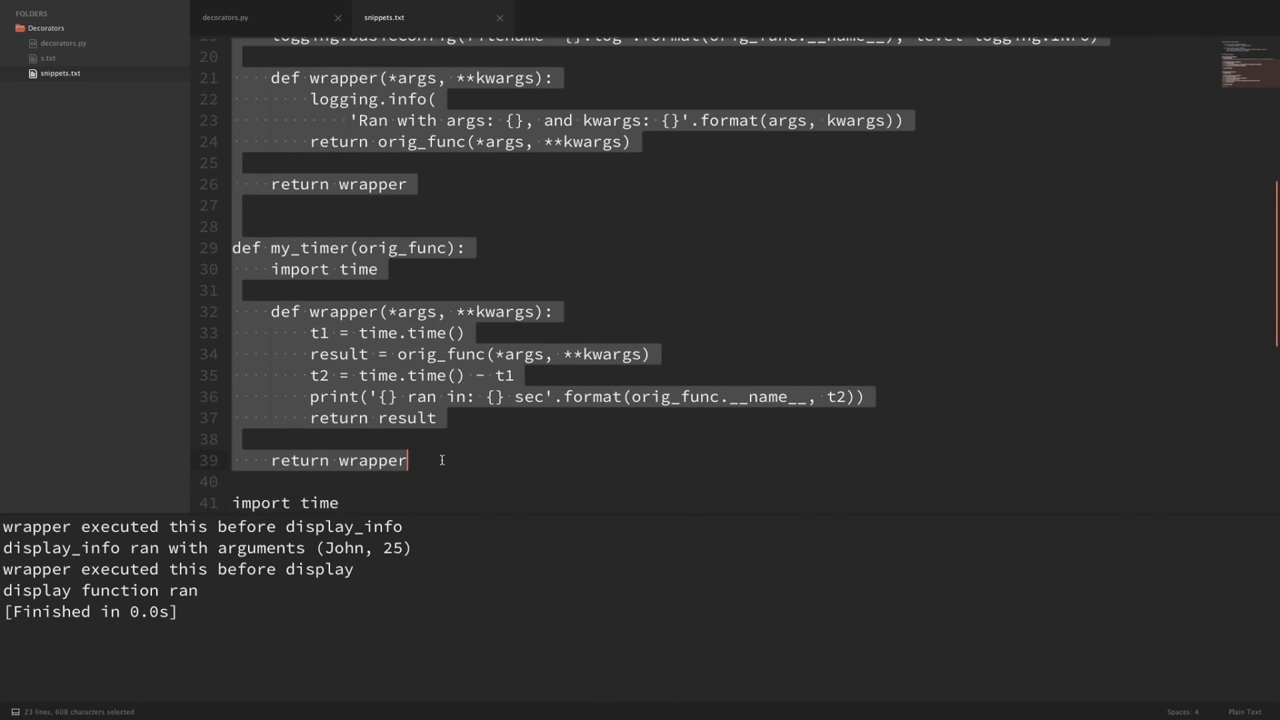 FOLDERS
Decorators
decorators.py
s.txt
snippets.txt
decorators.py
snippets.txt
20
21 def wrapper(*args, **kwargs):
22 logging.info(
23 'Ran with args: {}, and kwargs: {}'.format(args, kwargs))
24 return orig_func(*args, **kwargs)
25
26 return wrapper
27
28
29 def my_timer(orig_func):
30 import time
31
32 def wrapper(*args, **kwargs):
33 t1 = time.time()
34 result = orig_func(*args, **kwargs)
35 t2 = time.time() - t1
36 print('{} ran in: {} sec'.format(orig_func.__name__, t2))
37 return result
38
39 return wrapper
40
41 import time
wrapper executed this before display_info
display_info ran with arguments (John, 25)
wrapper executed this before display
display function ran
[Finished in 0.0s]
23 lines, 608 characters selected
Spaces: 4
Plain Text